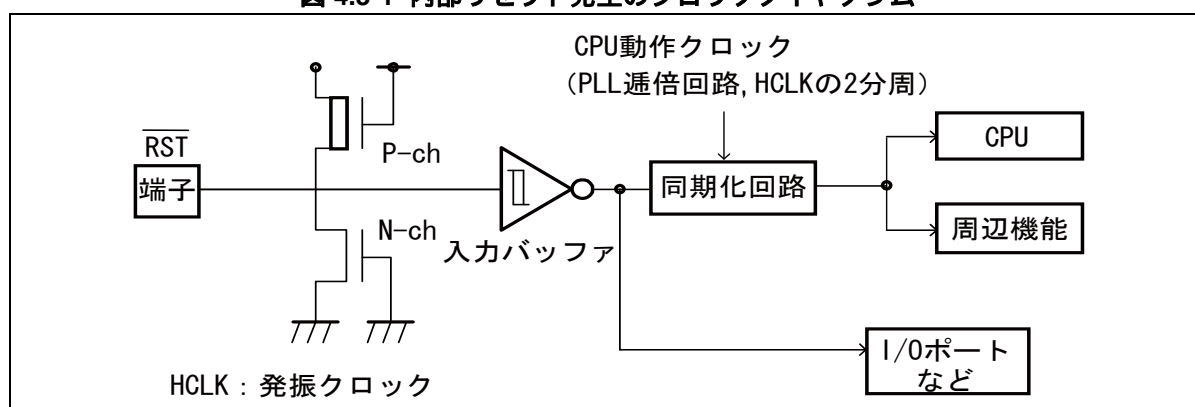 CPU動作クロック
(PLL逓倍回路,HCLKの2分周)
RST
端子
P-ch
N-ch
入力バッファ
同期化回路
CPU
周辺機能
I/Oポート
など
HCLK：発振クロック